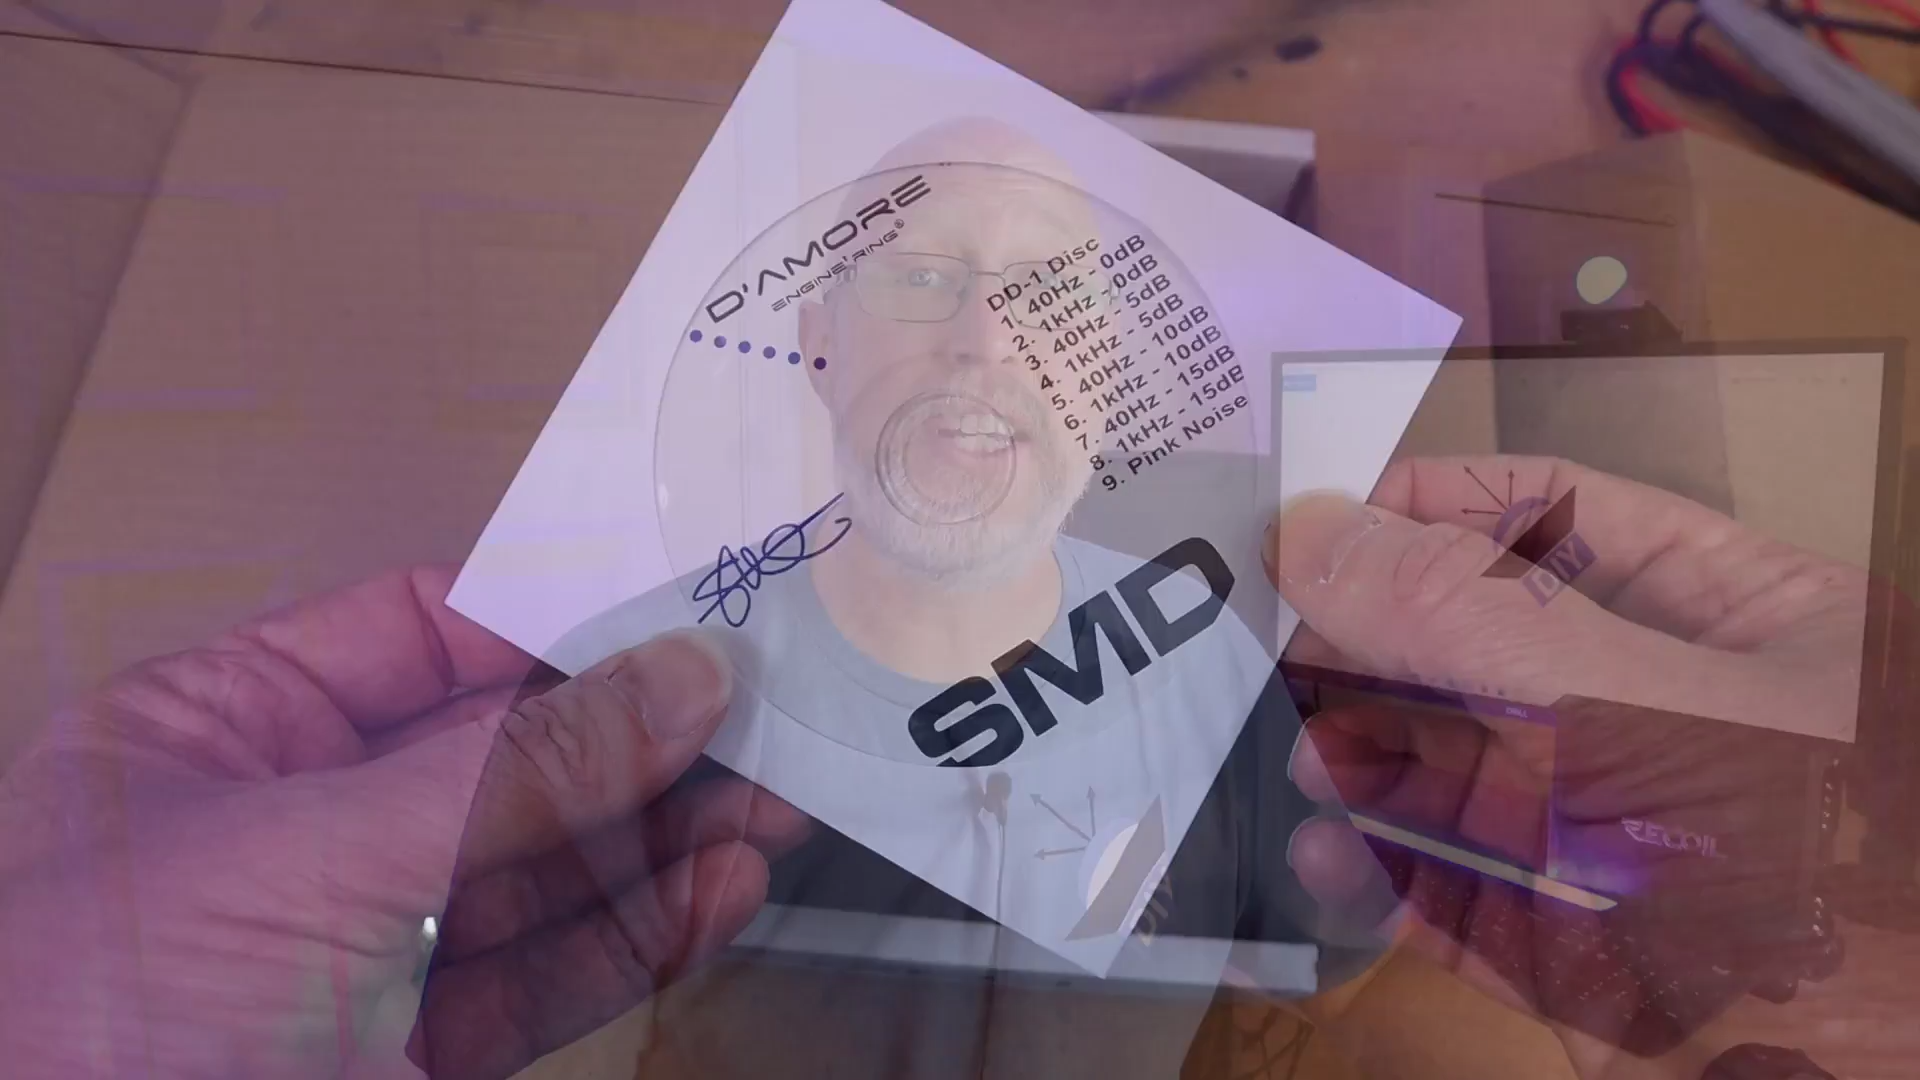 D'AMORE
ENGINE'RING®
DD-1 Disc
1. 40Hz - 0dB
2. 1kHz - 0dB
3. 40Hz - 5dB
4. 1kHz - 5dB
5. 40Hz - 10dB
6. 1kHz - 10dB
7. 40Hz - 15dB
8. 1kHz - 15dB
9. Pink Noise
SMD
DIY
DELL
RECOIL
DIY